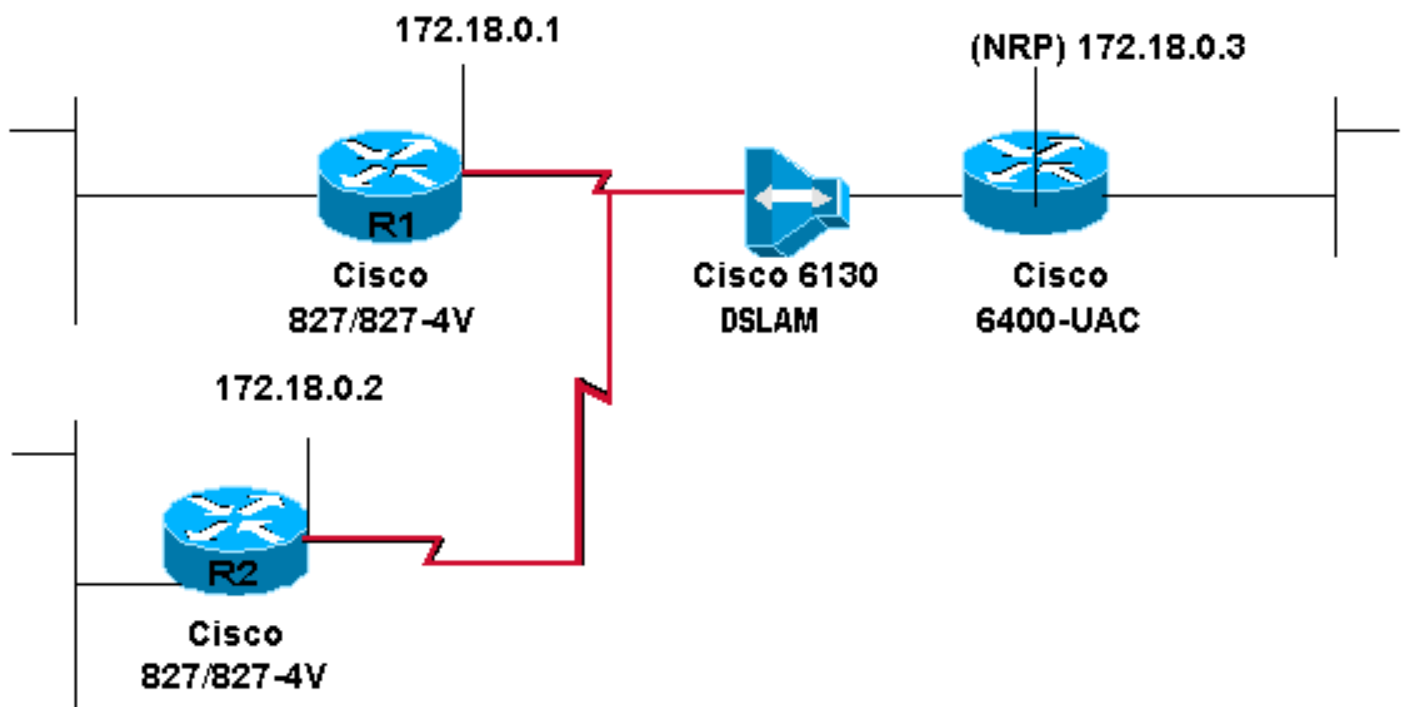 172.18.0.1
(NRP) 172.18.0.3
R1
Cisco
827/827-4V
Cisco 6130
DSLAM
Cisco
6400-UAC
172.18.0.2
R2
Cisco
827/827-4V